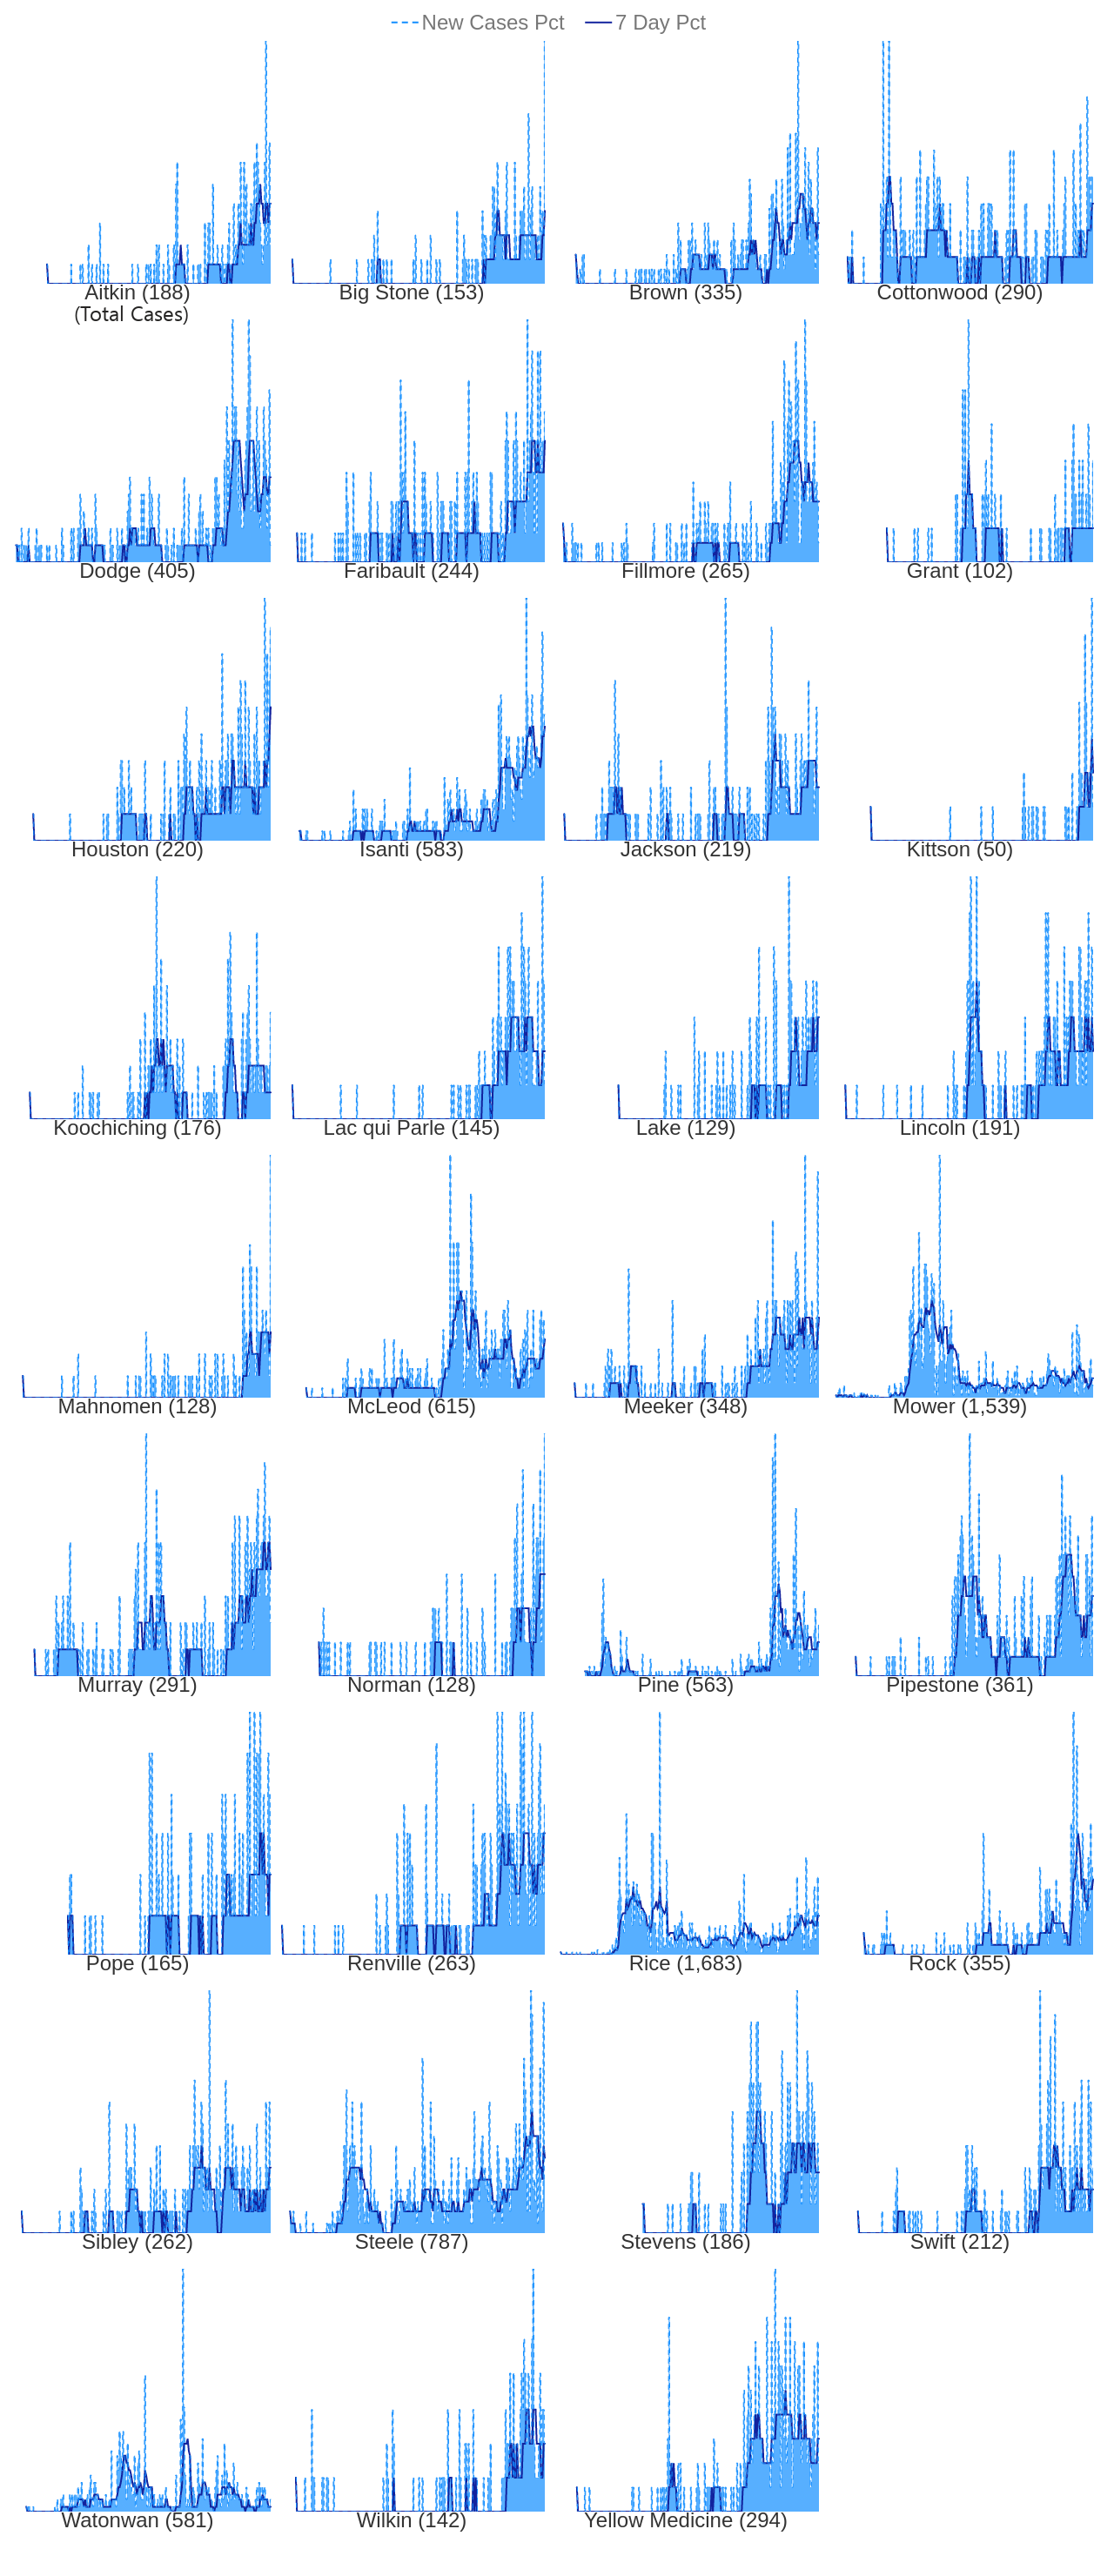 New Cases Pct 7 Day Pct
Aitkin (188) Big Stone (153) Brown (335) Cottonwood (290)
(Total Cases)
Dodge (405) Faribault (244) Fillmore (265) Grant (102)
Houston (220) Isanti (583) Jackson (219) Kittson (50)
Koochiching (176) Lac qui Parle (145) Lake (129) Lincoln (191)
Mahnomen (128) McLeod (615) Meeker (348) Mower (1,539)
Murray (291) Norman (128) Pine (563) Pipestone (361)
Pope (165) Renville (263) Rice (1,683) Rock (355)
Sibley (262) Steele (787) Stevens (186) Swift (212)
Watonwan (581) Wilkin (142) Yellow Medicine (294)